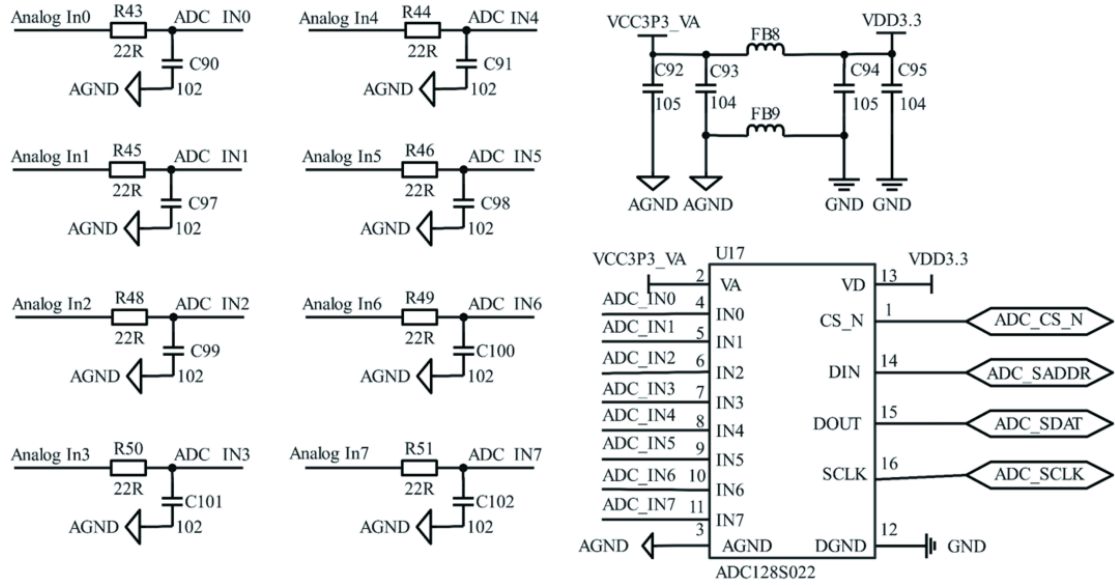 Analog In0 R43 ADC IN0
22R C90
AGND 102
Analog In4 R44 ADC IN4
22R C91
AGND 102
Analog In1 R45 ADC IN1
22R C97
AGND 102
Analog In5 R46 ADC IN5
22R C98
AGND 102
Analog In2 R48 ADC IN2
22R C99
AGND 102
Analog In6 R49 ADC IN6
22R C100
AGND 102
Analog In3 R50 ADC IN3
22R C101
AGND 102
Analog In7 R51 ADC IN7
22R C102
AGND 102
VCC3P3_VA FB8 VDD3.3
C92 C93 C94 C95
105 104 105 104
FB9
AGND AGND GND GND
U17
VCC3P3_VA 2 VA VD 13 VDD3.3
ADC_IN0 4 IN0
CS_N 1 ADC_CS_N
ADC_IN1 5 IN1
ADC_IN2 6 IN2
DIN 14 ADC_SADDR
ADC_IN3 7 IN3
ADC_IN4 8 IN4
DOUT 15 ADC_SDAT
ADC_IN5 9 IN5
ADC_IN6 10 IN6
SCLK 16 ADC_SCLK
ADC_IN7 11 IN7
AGND 3 AGND DGND 12 GND
ADC128S022